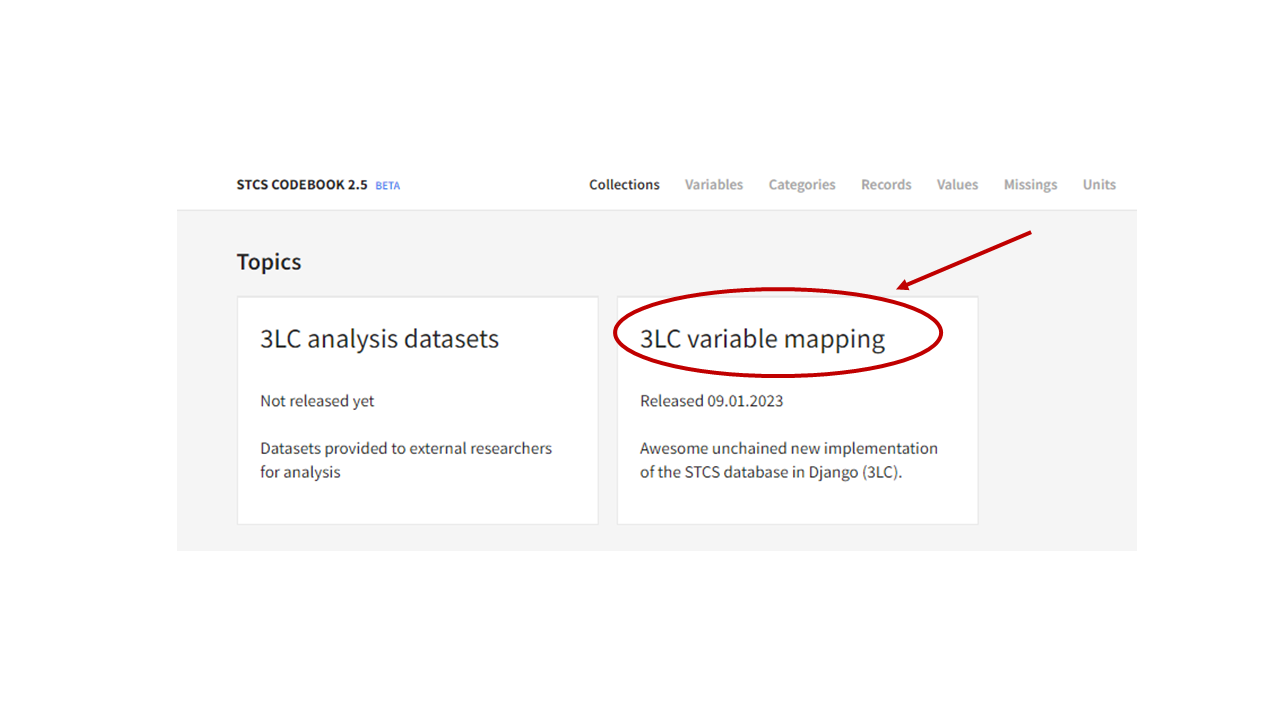 STCS CODEBOOK 2.5 BETA
Collections Variables Categories Records Values Missings Units
Topics
3LC analysis datasets
Not released yet
Datasets provided to external researchers
for analysis
3LC variable mapping
Released 09.01.2023
Awesome unchained new implementation
of the STCS database in Django (3LC).